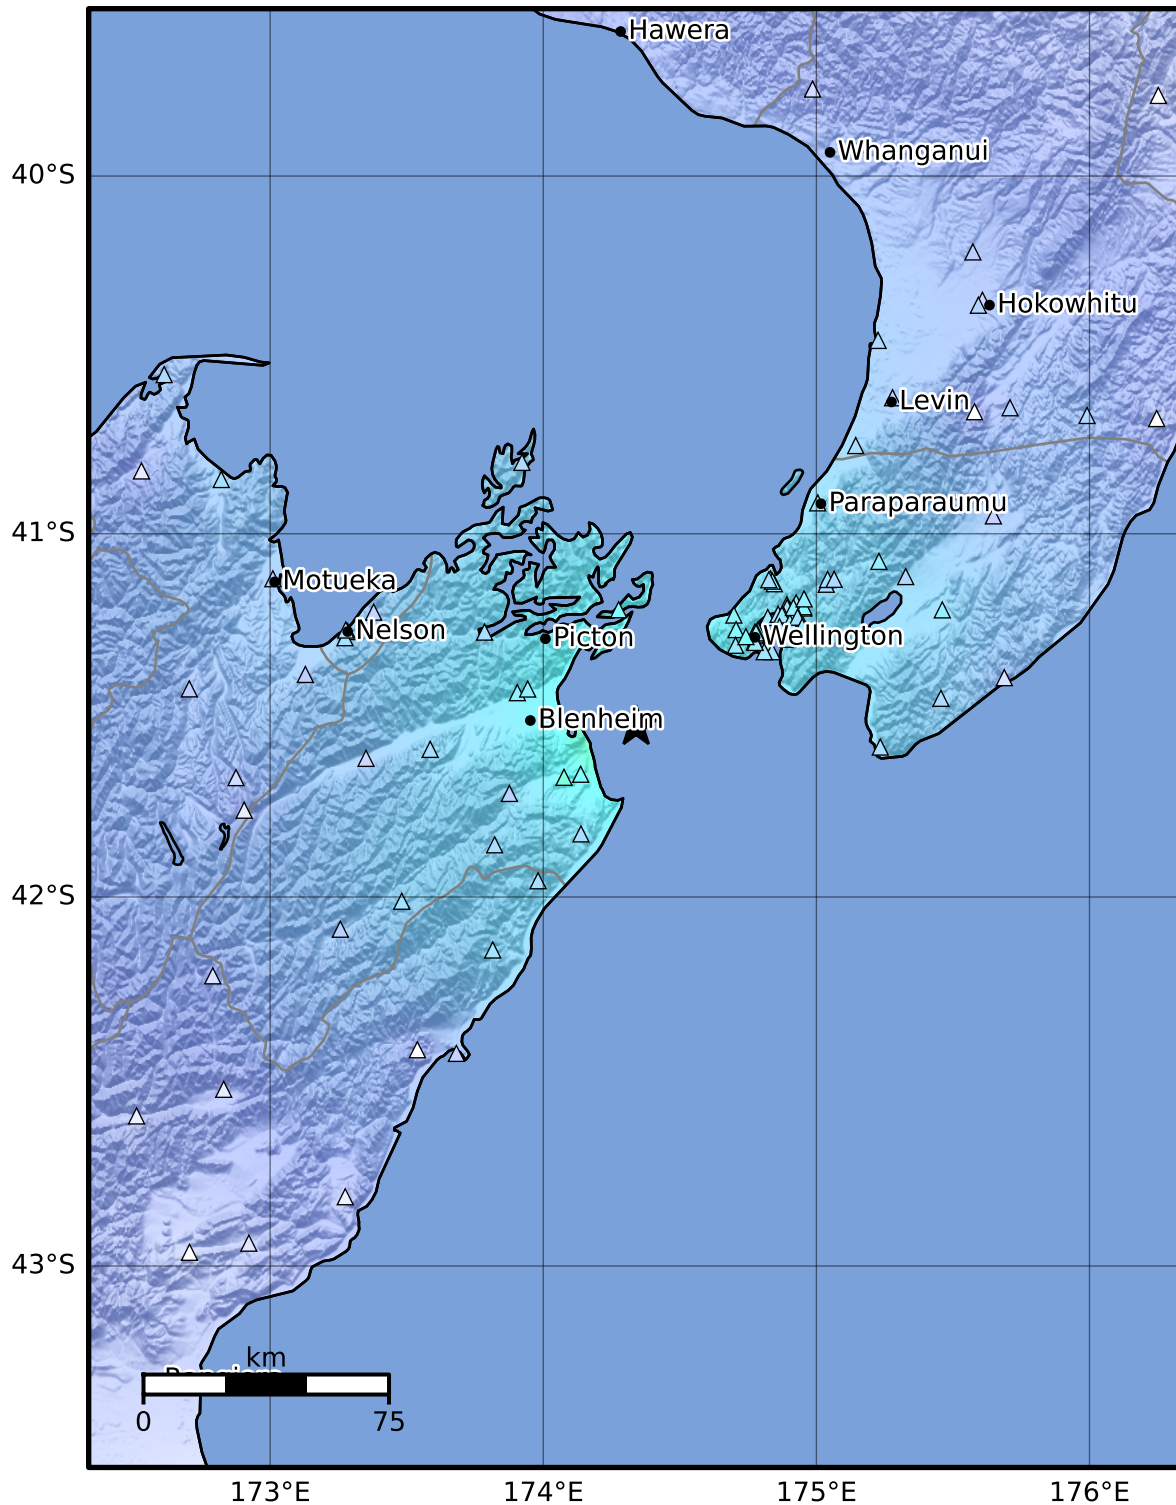 Hawera
Whanganui
40°S
Hokowhitu
Levin
Paraparaumu
41°S
Motueka
Nelson
Picton
Wellington
Blenheim
42°S
43°S
km
0
75
173°E
174°E
175°E
176°E